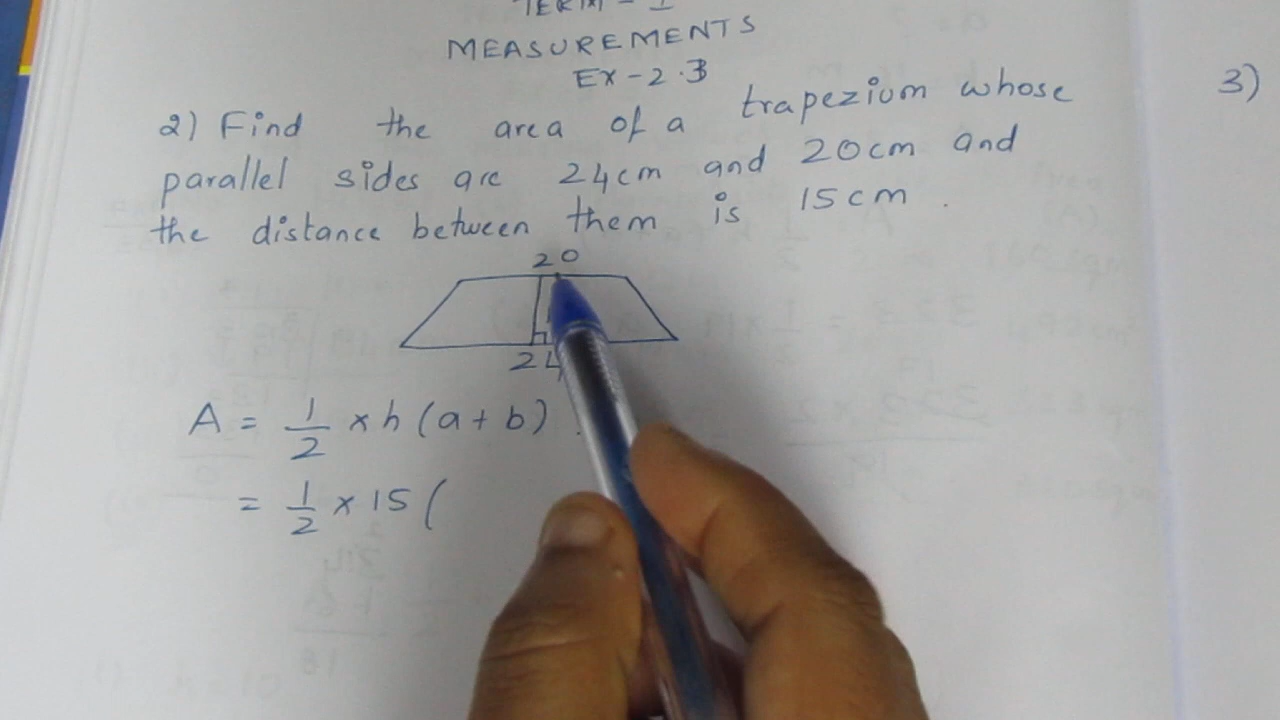 TERM - I
MEASUREMENTS
EX - 2.3
2) Find the area of a trapezium whose
parallel sides are 24cm and 20cm and
the distance between them is 15cm.
20
24
A = 1/2 × h (a + b)
= 1/2 × 15 (
3)